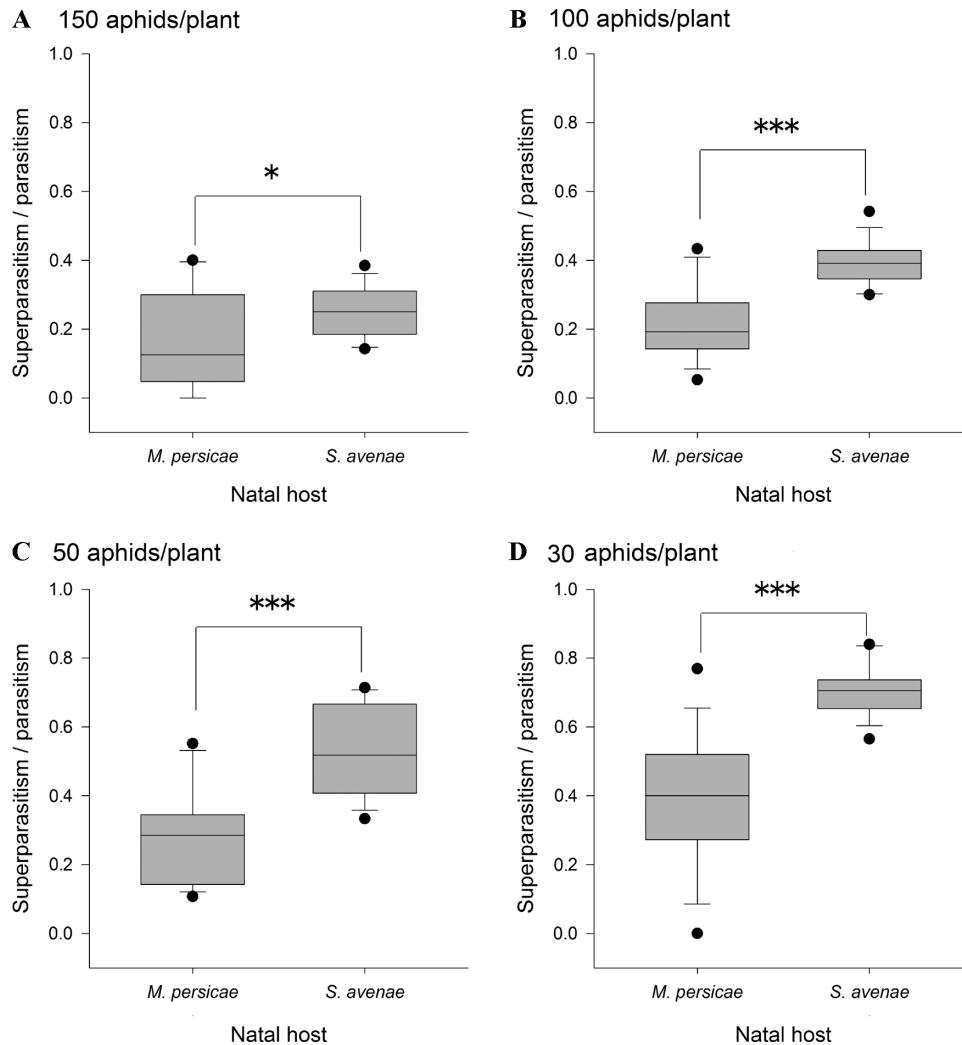 A 150 aphids/plant
Superparasitism / parasitism
1.0
0.8
0.6
0.4
0.2
0.0
*
M. persicae
S. avenae
Natal host
B 100 aphids/plant
Superparasitism / parasitism
1.0
0.8
0.6
0.4
0.2
0.0
***
M. persicae
S. avenae
Natal host
C 50 aphids/plant
Superparasitism / parasitism
1.0
0.8
0.6
0.4
0.2
0.0
***
M. persicae
S. avenae
Natal host
D 30 aphids/plant
Superparasitism / parasitism
1.0
0.8
0.6
0.4
0.2
0.0
***
M. persicae
S. avenae
Natal host